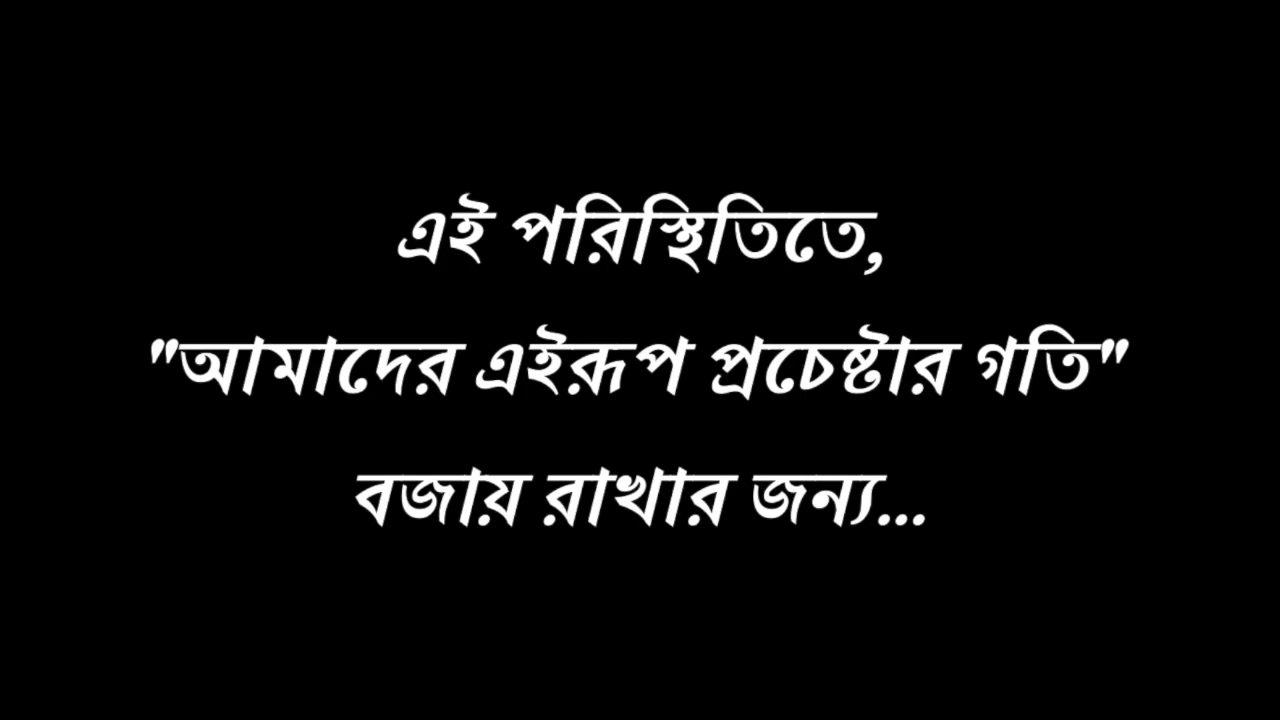 এই পরিস্থিতিতে,
"আমাদের এইরূপ প্রচেষ্টার গতি"
বজায় রাখার জন্য...